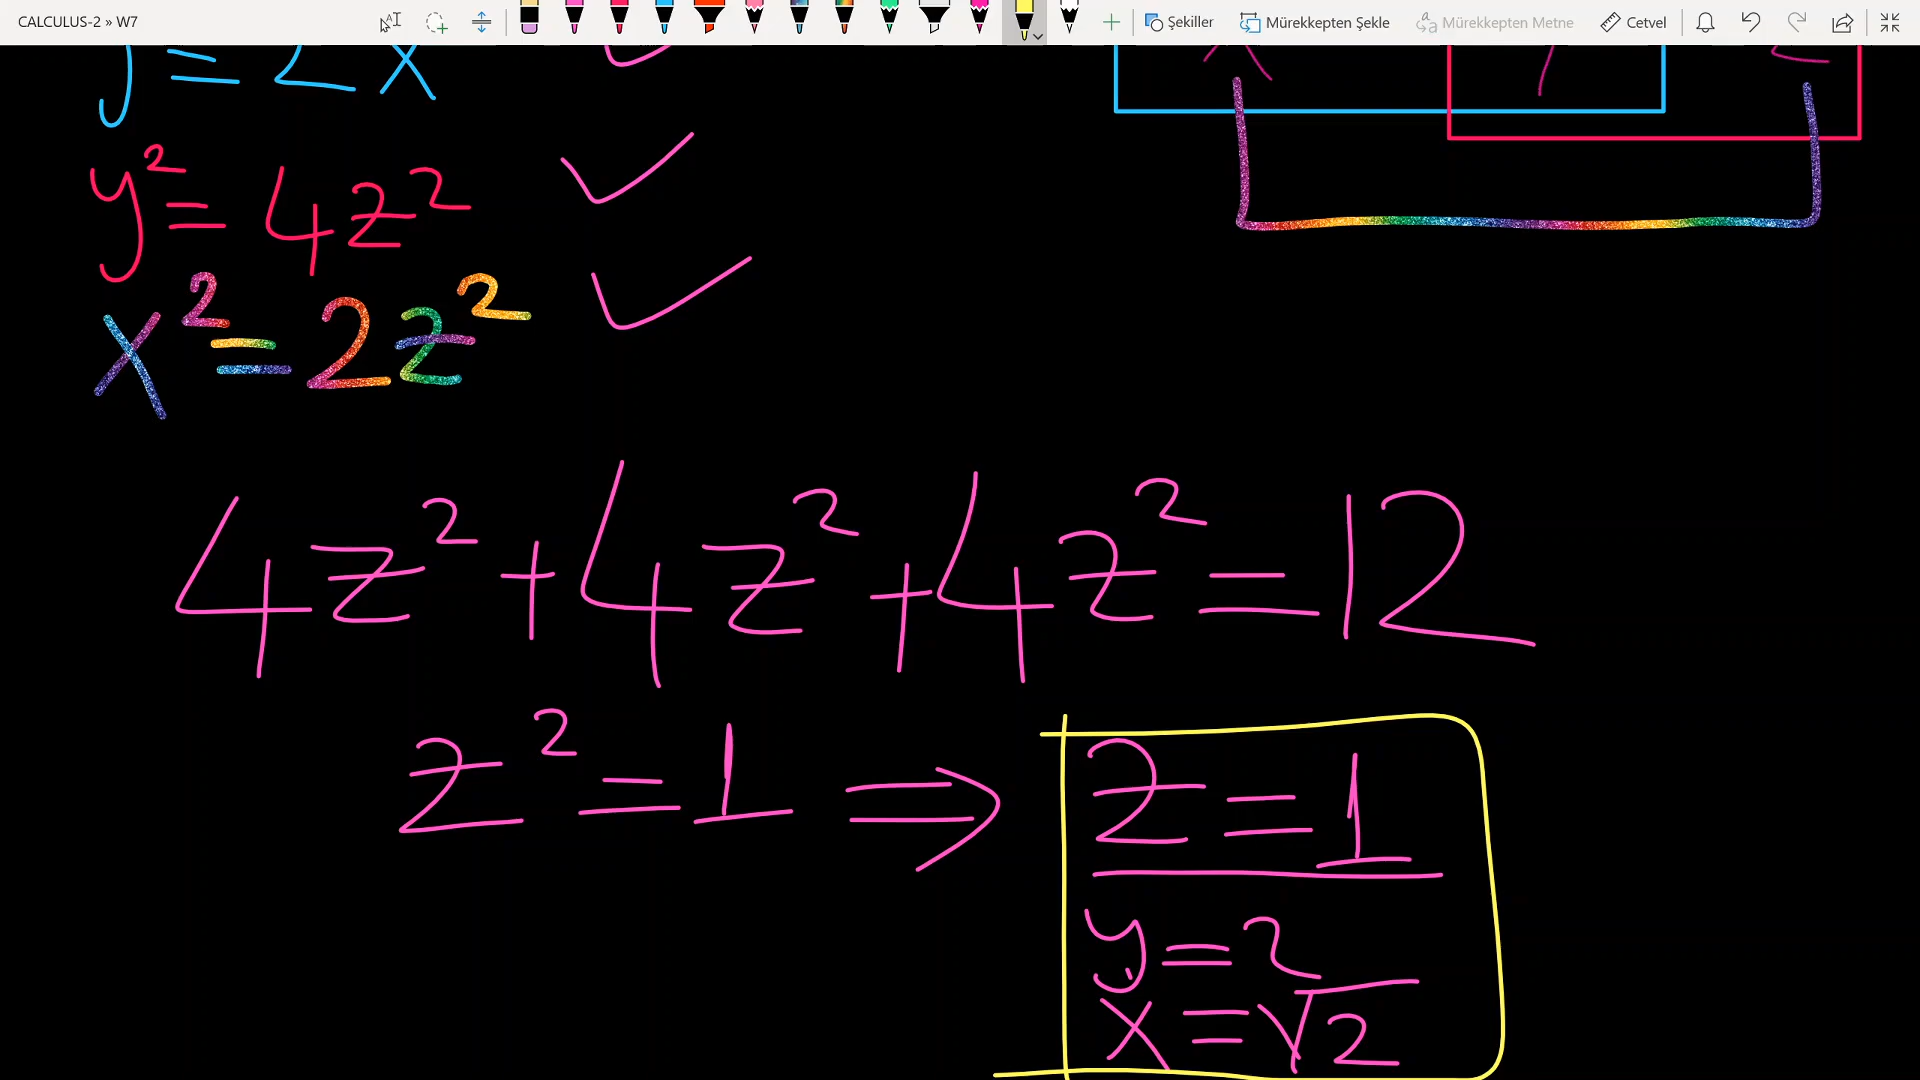 CALCULUS-2 » W7
Şekiller
Mürekkepten Şekle
Mürekkepten Metne
Cetvel
y² = 4z²
x² = 2z²
4z² + 4z² + 4z² = 12
z² = 1 ⇒ z = 1
y = 2
x = √2